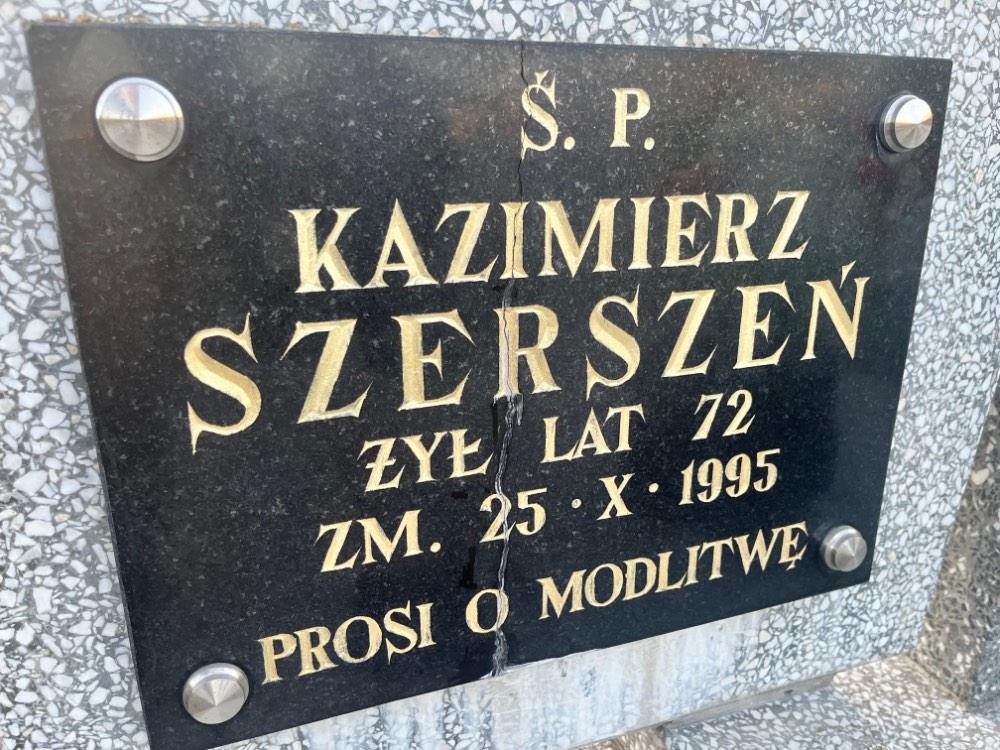 Ś. P.
KAZIMIERZ
SZERSZEŃ
ŻYŁ LAT 72
ZM. 25 · X · 1995
PROSI O MODLITWĘ